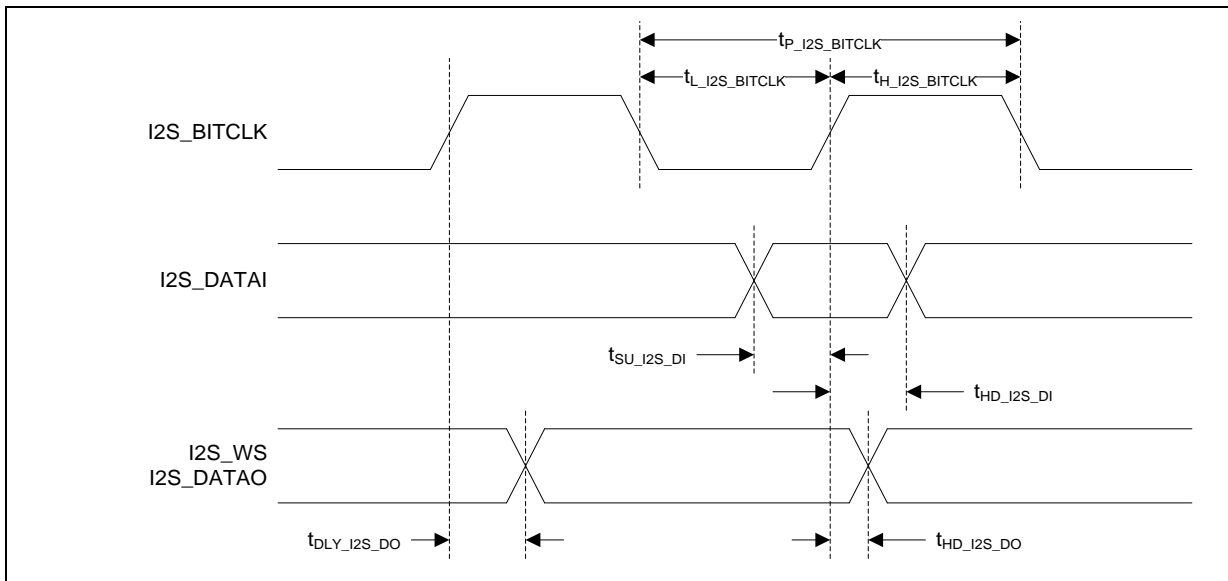 tP_I2S_BITCLK
tL_I2S_BITCLK
tH_I2S_BITCLK
I2S_BITCLK
I2S_DATAI
tSU_I2S_DI
tHD_I2S_DI
I2S_WS
I2S_DATAO
tDLY_I2S_DO
tHD_I2S_DO